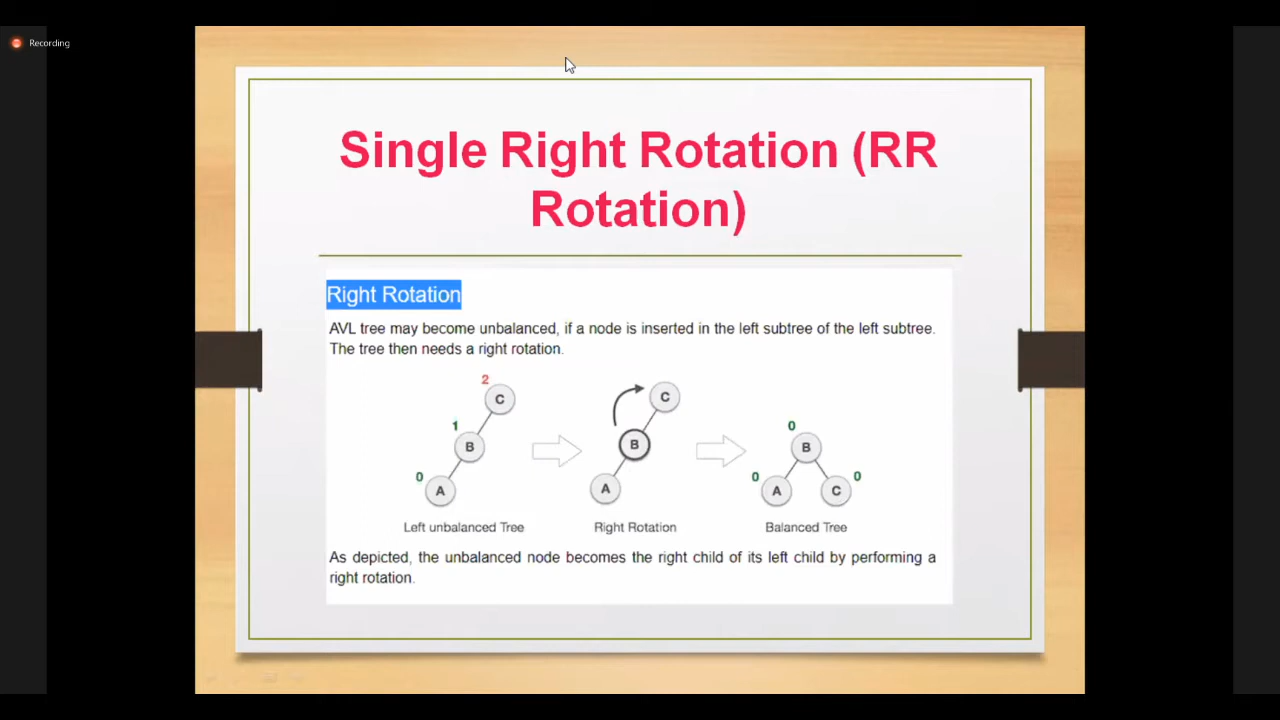 Recording
Single Right Rotation (RR
Rotation)
Right Rotation
AVL tree may become unbalanced, if a node is inserted in the left subtree of the left subtree.
The tree then needs a right rotation.
2
C
1
B
0
A
Left unbalanced Tree
C
B
A
Right Rotation
0
B
0
A
C
0
Balanced Tree
As depicted, the unbalanced node becomes the right child of its left child by performing a
right rotation.